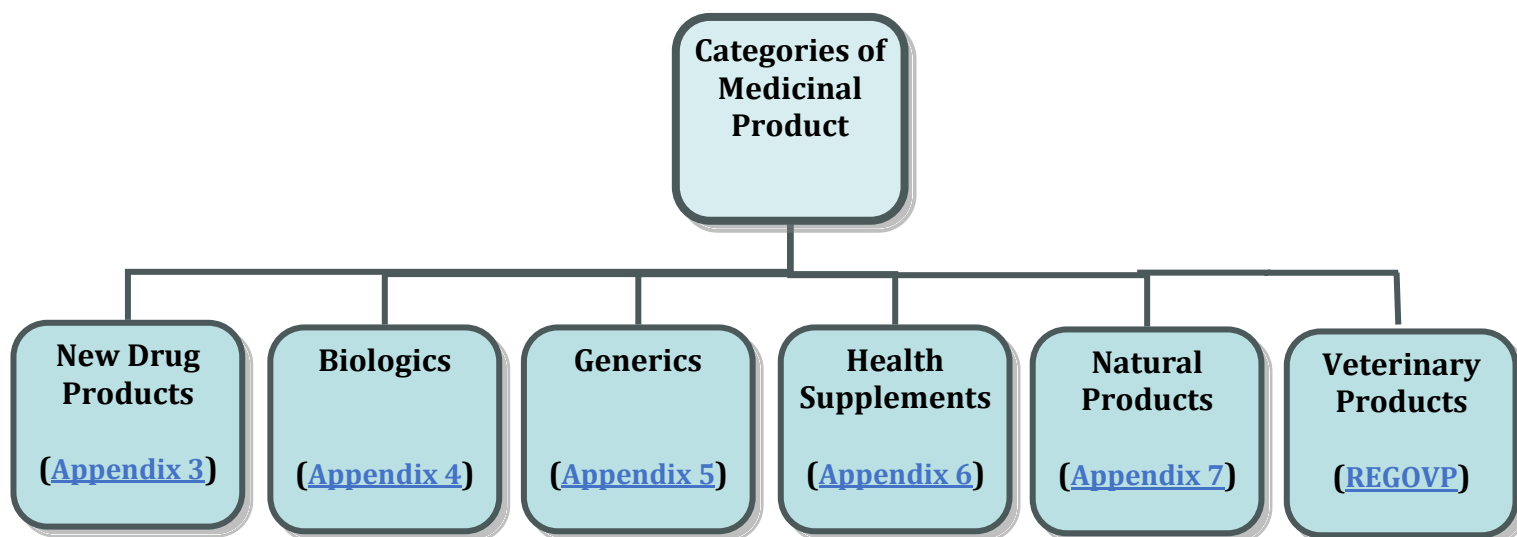 Categories of
Medicinal
Product
New Drug
Products
(Appendix 3)
Biologics
(Appendix 4)
Generics
(Appendix 5)
Health
Supplements
(Appendix 6)
Natural
Products
(Appendix 7)
Veterinary
Products
(REGOVP)